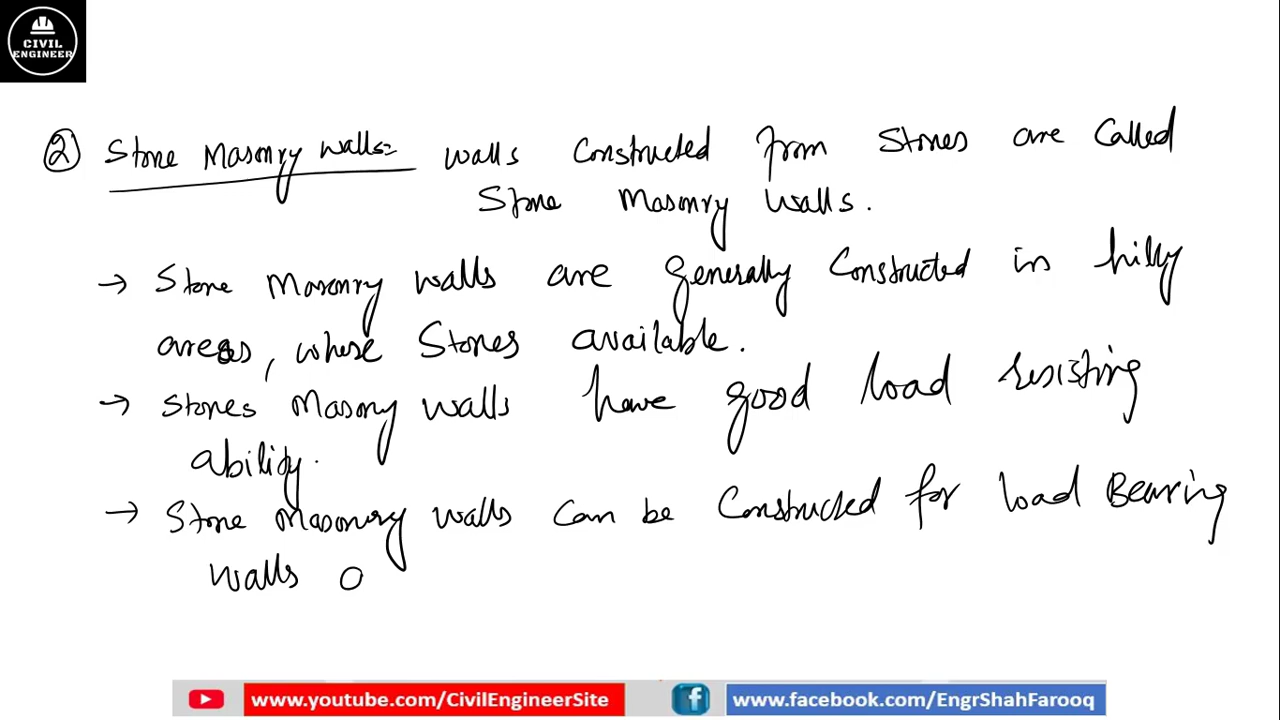 CIVIL
ENGINEER
② Stone Masonry walls= walls Constructed from Stones are Called
Stone Masonry walls.
→ Stone Masonry walls are generally Constructed in hilly
areas, whose Stones available.
→ Stones Masonry walls have good load resisting
ability.
→ Stone Masonery walls can be Constructed for load Bearing
walls o
www.youtube.com/CivilEngineerSite
www.facebook.com/EngrShahFarooq